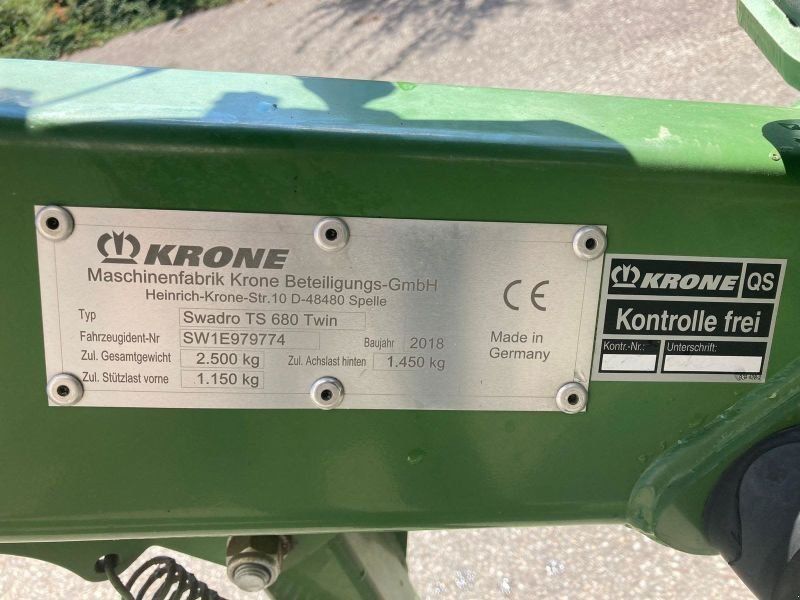 KRONE
Maschinenfabrik Krone Beteiligungs-GmbH
Heinrich-Krone-Str.10 D-48480 Spelle
Typ Swadro TS 680 Twin
Fahrzeugident-Nr SW1E979774 Baujahr 2018
Zul. Gesamtgewicht 2.500 kg Zul. Achslast hinten 1.450 kg
Zul. Stützlast vorne 1.150 kg
CE
Made in
Germany
KRONE QS
Kontrolle frei
Kontr.-Nr.: Unterschrift: